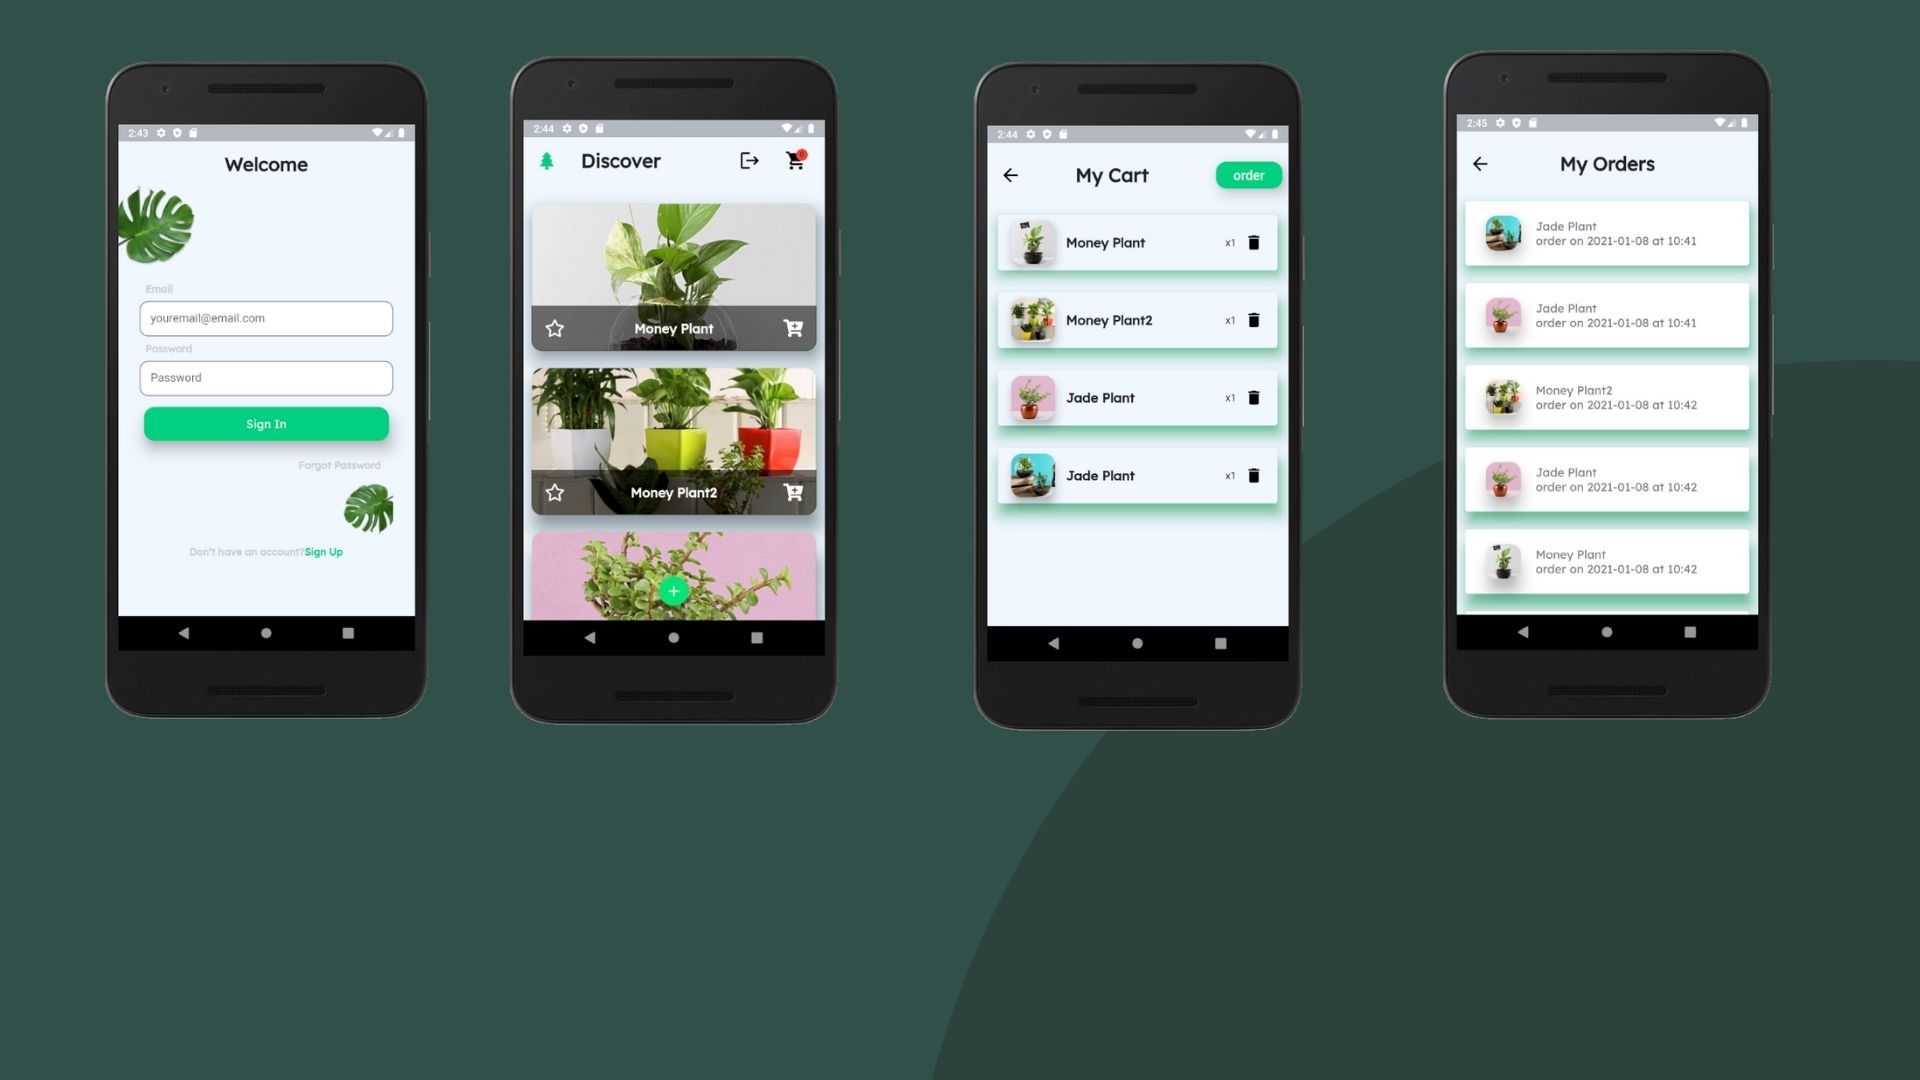 2:43
Welcome
Email
youremail@email.com
Password
Password
Sign In
Forgot Password
Don't have an account?Sign Up
2:44
Discover
0
Money Plant
Money Plant2
2:44
My Cart
order
Money Plant
x1
Money Plant2
x1
Jade Plant
x1
Jade Plant
x1
2:45
My Orders
Jade Plant
order on 2021-01-08 at 10:41
Jade Plant
order on 2021-01-08 at 10:41
Money Plant2
order on 2021-01-08 at 10:42
Jade Plant
order on 2021-01-08 at 10:42
Money Plant
order on 2021-01-08 at 10:42